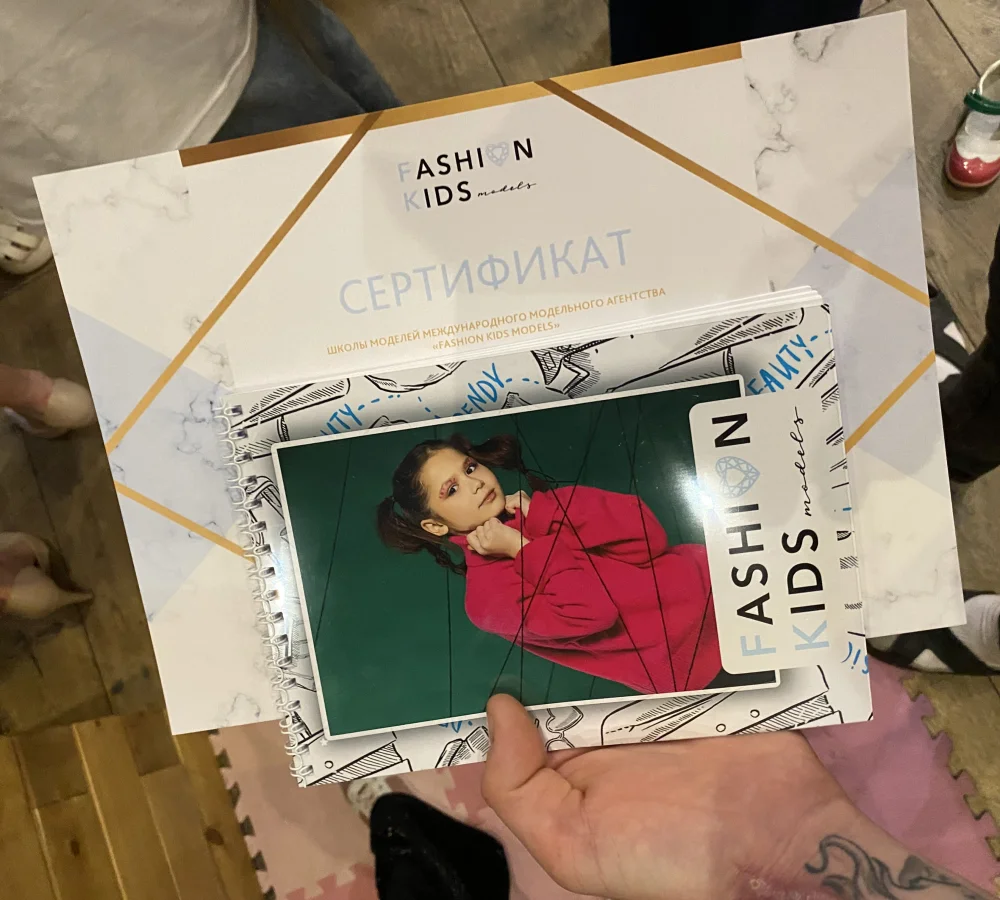 FASHION
KIDS models
СЕРТИФИКАТ
ШКОЛЫ МОДЕЛЕЙ МЕЖДУНАРОДНОГО МОДЕЛЬНОГО АГЕНТСТВА
«FASHION KIDS MODELS»
FASHION
KIDS models